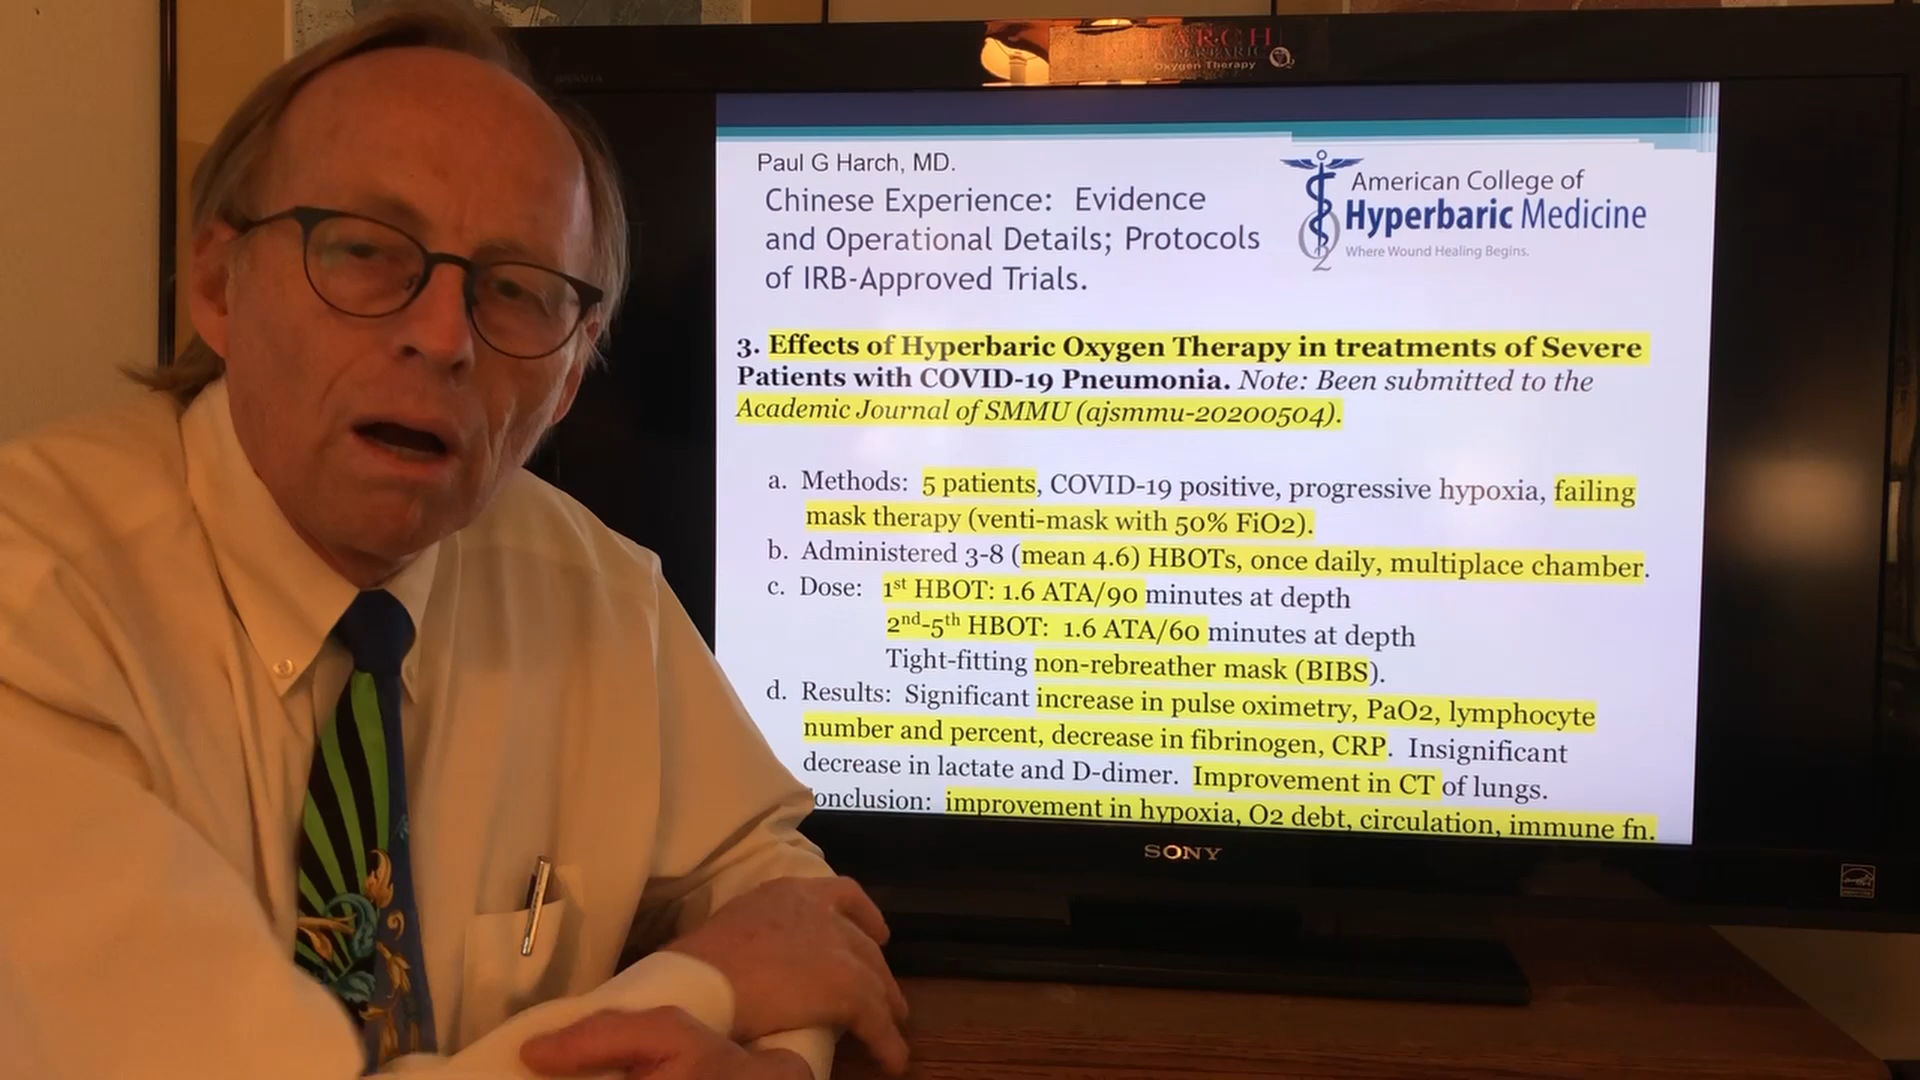 ARCH
Oxygen Therapy
Paul G Harch, MD.
Chinese Experience: Evidence
and Operational Details; Protocols
of IRB-Approved Trials.
American College of
Hyperbaric Medicine
Where Wound Healing Begins.
3. Effects of Hyperbaric Oxygen Therapy in treatments of Severe
Patients with COVID-19 Pneumonia. Note: Been submitted to the
Academic Journal of SMMU (ajsmmu-20200504).
a. Methods: 5 patients, COVID-19 positive, progressive hypoxia, failing
mask therapy (venti-mask with 50% FiO2).
b. Administered 3-8 (mean 4.6) HBOTs, once daily, multiplace chamber.
c. Dose: 1st HBOT: 1.6 ATA/90 minutes at depth
2nd-5th HBOT: 1.6 ATA/60 minutes at depth
Tight-fitting non-rebreather mask (BIBS).
d. Results: Significant increase in pulse oximetry, PaO2, lymphocyte
number and percent, decrease in fibrinogen, CRP. Insignificant
decrease in lactate and D-dimer. Improvement in CT of lungs.
onclusion: improvement in hypoxia, O2 debt, circulation, immune fn.
SONY